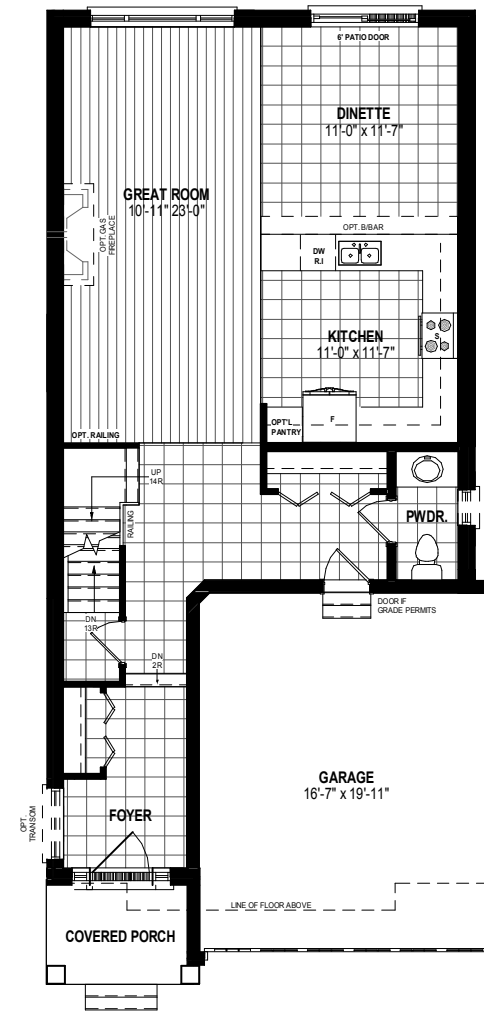 6' PATIO DOOR
DINETTE
11'-0" x 11'-7"
GREAT ROOM
10'-11" 23'-0"
OPT. GAS
FIREPLACE
OPT. B/BAR
DW
R.I
KITCHEN
11'-0" x 11'-7"
S
OPT'L
PANTRY
F
OPT. RAILING
UP
14R
RAILING
PWDR.
DN
13R
DOOR IF
GRADE PERMITS
DN
2R
GARAGE
16'-7" x 19'-11"
OPT.
TRANSOM
FOYER
LINE OF FLOOR ABOVE
COVERED PORCH